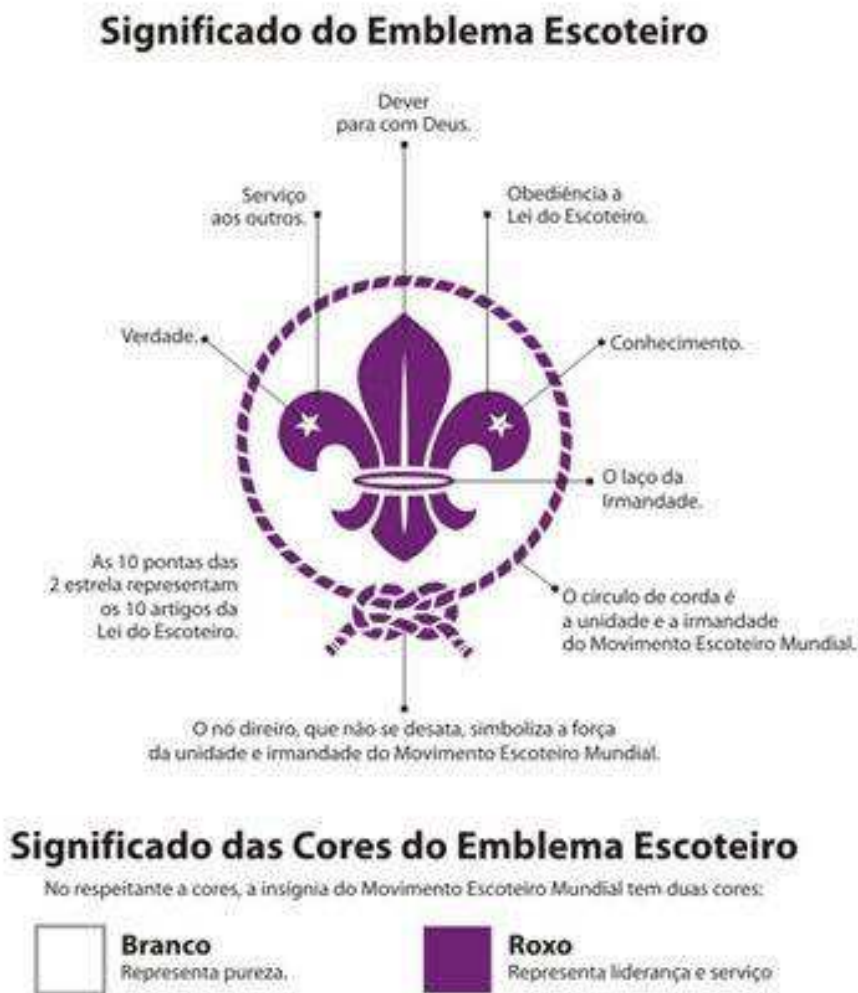 Significado do Emblema Escoteiro
Dever
para com Deus.
Serviço
aos outros.
Obediência a
Lei do Escoteiro.
Verdade.
Conhecimento.
O laço da
Irmandade.
As 10 pontas das
2 estrela representam
os 10 artigos da
Lei do Escoteiro.
O círculo de corda é
a unidade e a irmandade
do Movimento Escoteiro Mundial.
O nó direiro, que não se desata, simboliza a força
da unidade e irmandade do Movimento Escoteiro Mundial.
Significado das Cores do Emblema Escoteiro
No respeitante a cores, a insígnia do Movimento Escoteiro Mundial tem duas cores:
Branco
Representa pureza.
Roxo
Representa liderança e serviço